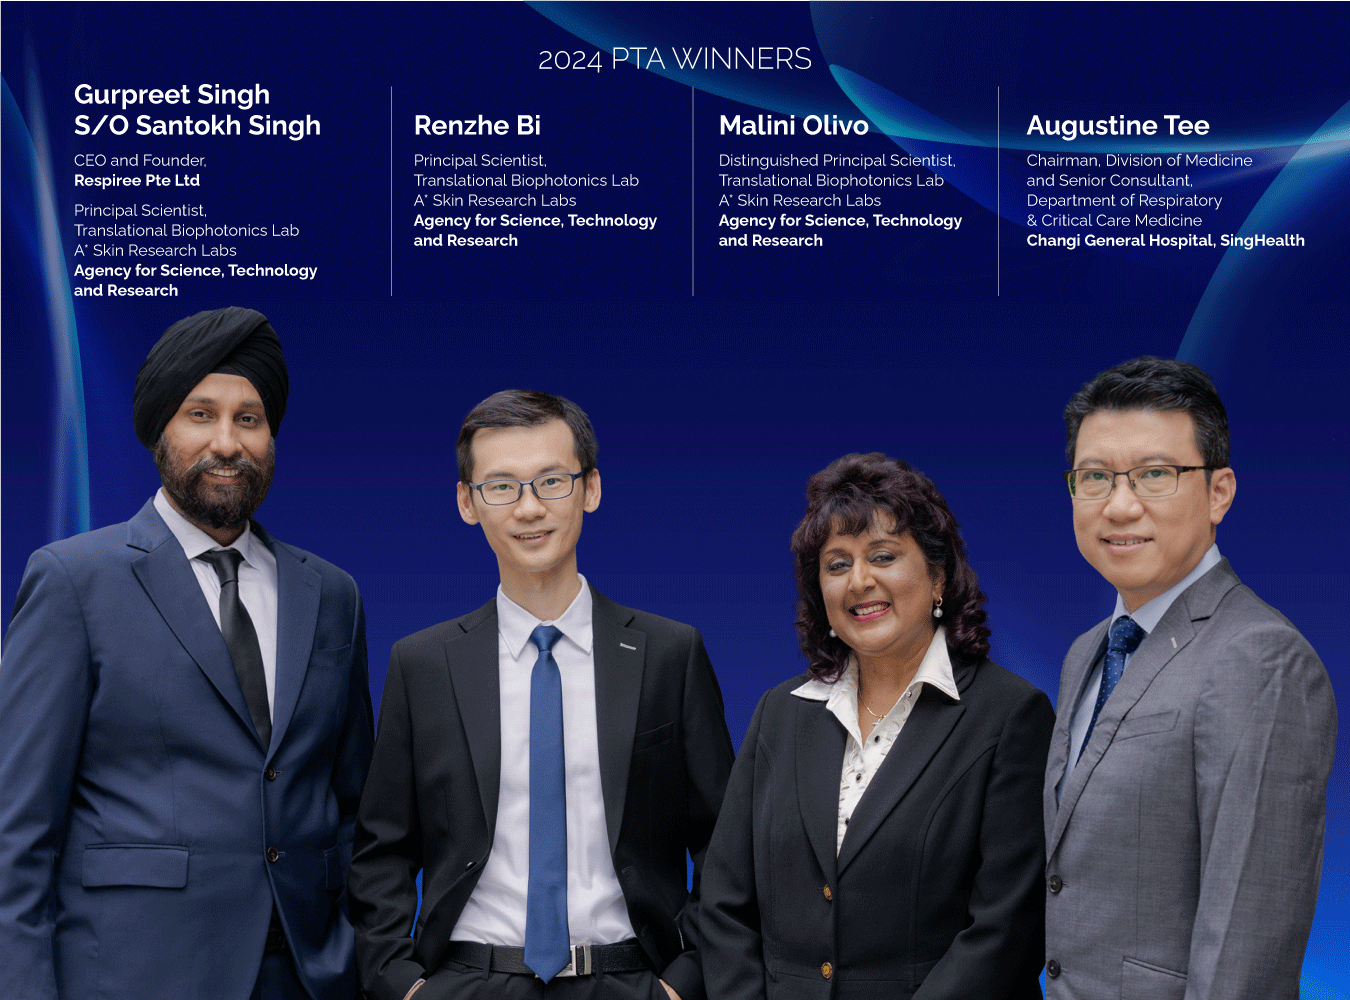 2024 PTA WINNERS
Gurpreet Singh
S/O Santokh Singh
CEO and Founder,
Respiree Pte Ltd
Principal Scientist,
Translational Biophotonics Lab
A* Skin Research Labs
Agency for Science, Technology
and Research
Renzhe Bi
Principal Scientist,
Translational Biophotonics Lab
A* Skin Research Labs
Agency for Science, Technology
and Research
Malini Olivo
Distinguished Principal Scientist,
Translational Biophotonics Lab
A* Skin Research Labs
Agency for Science, Technology
and Research
Augustine Tee
Chairman, Division of Medicine
and Senior Consultant,
Department of Respiratory
& Critical Care Medicine
Changi General Hospital, SingHealth